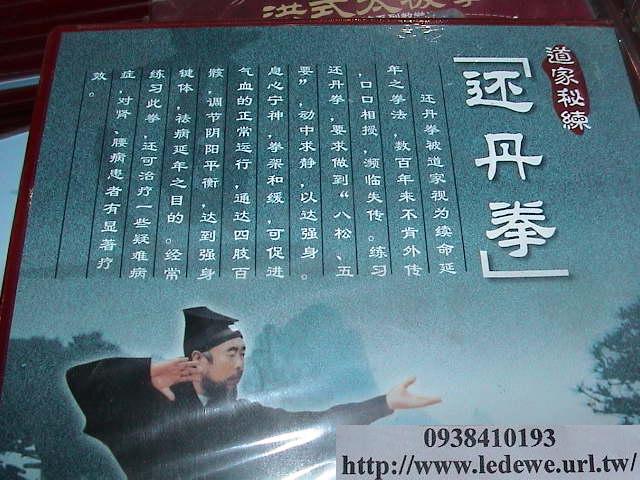 洪式太极拳
道家秘練
「还丹拳」
还丹拳被道家视为续命延
年之拳法，数百年来不肯外传
，口口相授，濒临失传。练习
还丹拳，要求做到“八松、五
要”，动中求静，以达强身。
息心宁神，拳架和缓，可促进
气血的正常运行，通达四肢百
骸，调节阴阳平衡，达到强身
健体，祛病延年之目的。经常
练习此拳，还可治疗一些疑难病
症，对肾、腰病患者有显著疗
效。
0938410193
http://www.ledewe.url.tw/